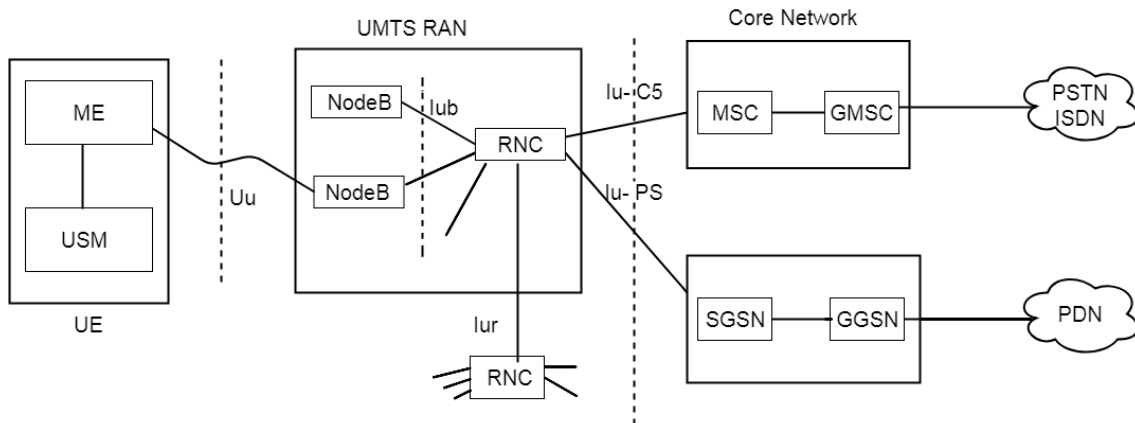 Core Network
UMTS RAN
ME
USM
UE
Uu
NodeB
NodeB
Iub
RNC
Iur
RNC
Iu- C5
Iu- PS
MSC
GMSC
PSTN
ISDN
SGSN
GGSN
PDN